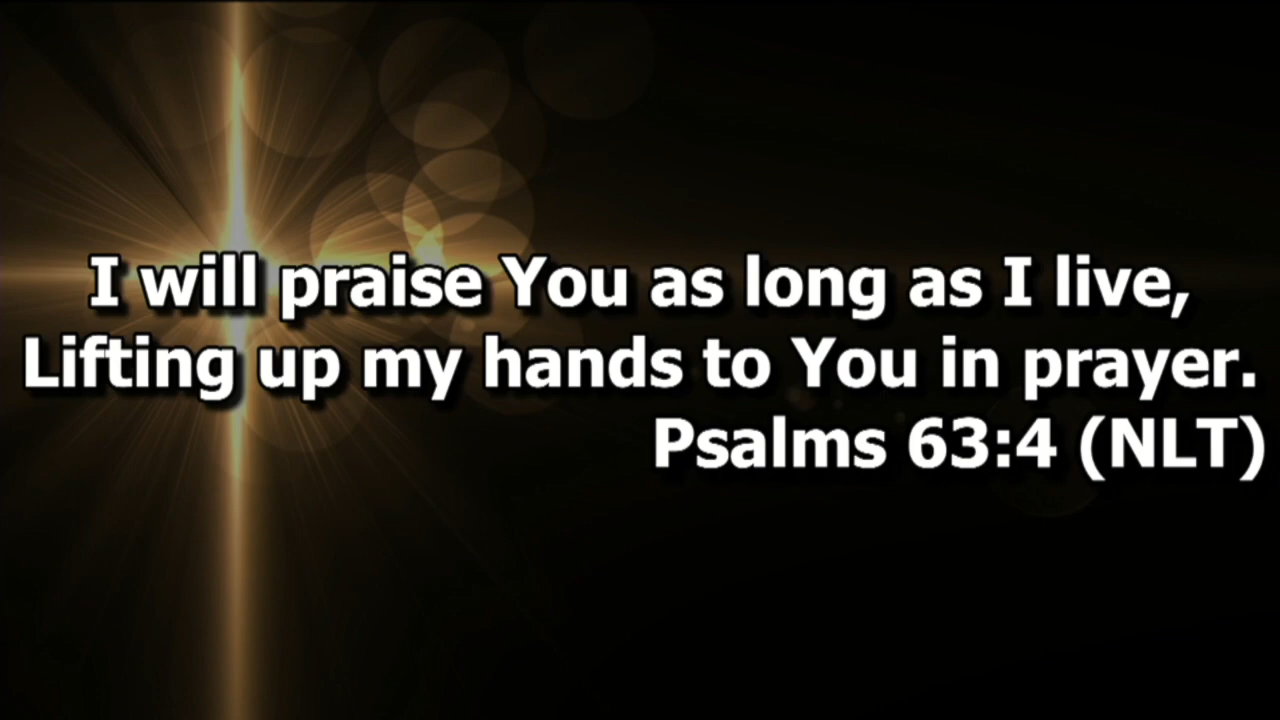 I will praise You as long as I live,
Lifting up my hands to You in prayer.
Psalms 63:4 (NLT)